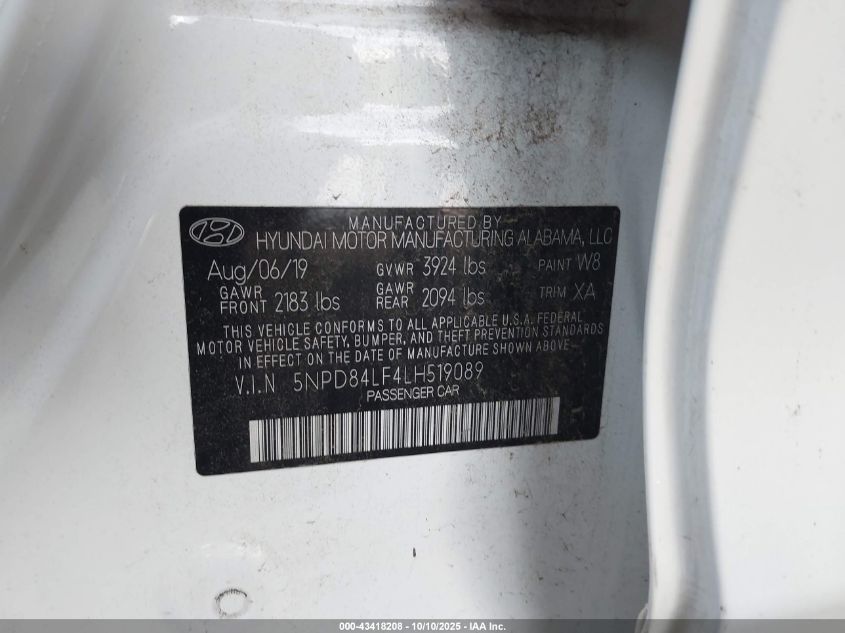 MANUFACTURED BY
HYUNDAI MOTOR MANUFACTURING ALABAMA, LLC
Aug/06/19 GVWR 3924 lbs PAINT W8
GAWR FRONT 2183 lbs GAWR REAR 2094 lbs TRIM XA
THIS VEHICLE CONFORMS TO ALL APPLICABLE U.S.A. FEDERAL
MOTOR VEHICLE SAFETY, BUMPER, AND THEFT PREVENTION STANDARDS
IN EFFECT ON THE DATE OF MANUFACTURE SHOWN ABOVE.
V.I.N 5NPD84LF4LH519089
PASSENGER CAR
000-43418208 - 10/10/2025 - IAA Inc.